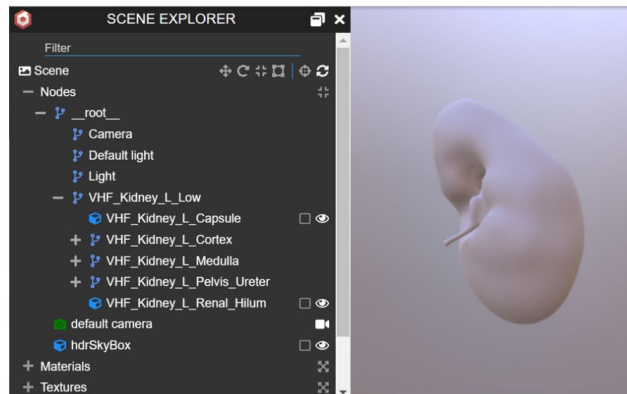 SCENE EXPLORER
Filter
Scene
Nodes
__root__
Camera
Default light
Light
VHF_Kidney_L_Low
VHF_Kidney_L_Capsule
VHF_Kidney_L_Cortex
VHF_Kidney_L_Medulla
VHF_Kidney_L_Pelvis_Ureter
VHF_Kidney_L_Renal_Hilum
default camera
hdrSkyBox
Materials
Textures